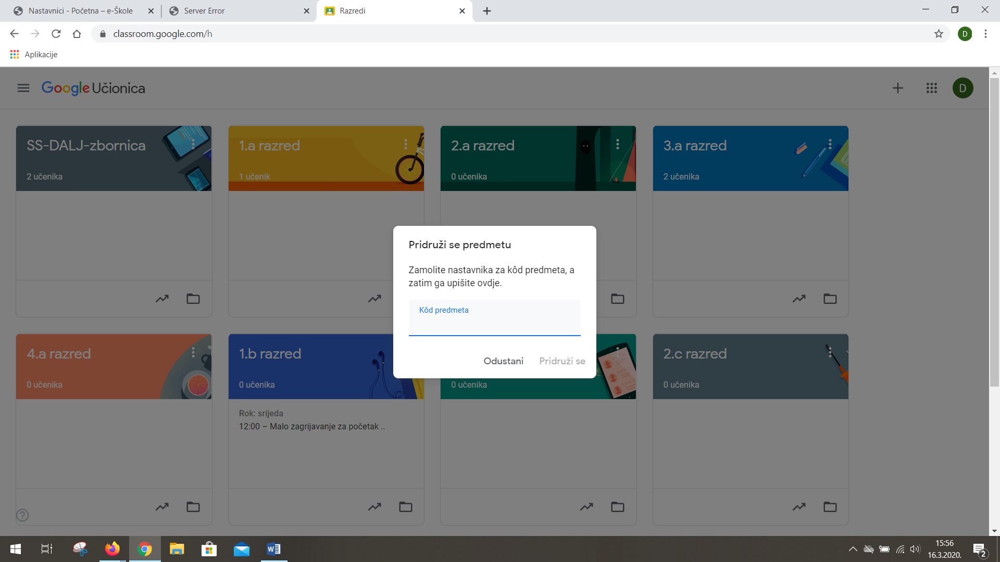 Nastavnici - Početna – e-Škole
Server Error
Razredi
classroom.google.com/h
D
Aplikacije
Google Učionica
D
SS-DALJ-zbornica
2 učenika
1.a razred
1 učenik
2.a razred
0 učenika
3.a razred
2 učenika
Pridruži se predmetu
Zamolite nastavnika za kôd predmeta, a
zatim ga upišite ovdje.
Kôd predmeta
Odustani
Pridruži se
4.a razred
0 učenika
1.b razred
0 učenika
Rok: srijeda
12:00 – Malo zagrijavanje za početak ..
0 učenika
2.c razred
0 učenika
15:56
16.3.2020.
2